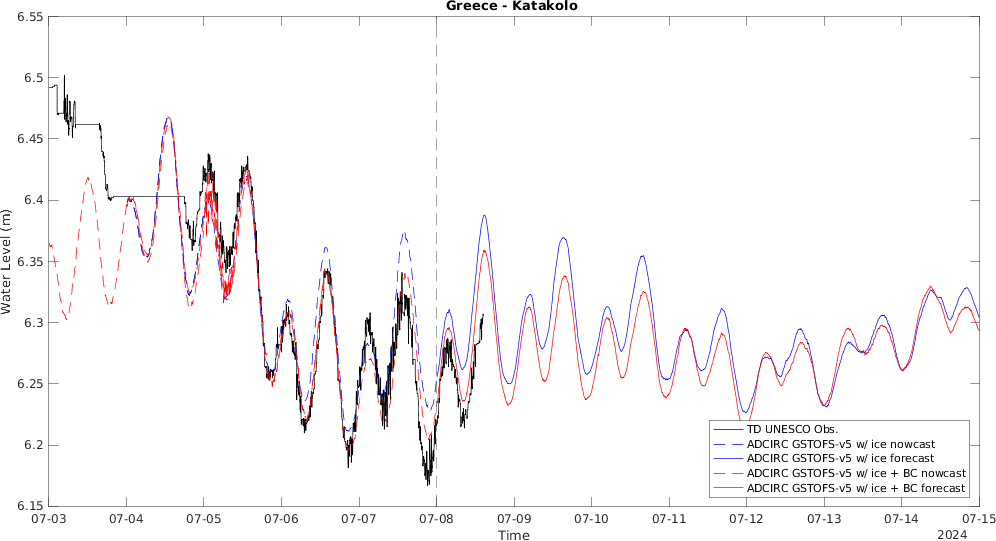 Greece - Katakolo
6.55
6.5
6.45
6.4
6.35
6.3
6.25
6.2
6.15
Water Level (m)
07-03 07-04 07-05 07-06 07-07 07-08 07-09 07-10 07-11 07-12 07-13 07-14 07-15
Time
2024
TD UNESCO Obs.
ADCIRC GSTOFS-v5 w/ ice nowcast
ADCIRC GSTOFS-v5 w/ ice forecast
ADCIRC GSTOFS-v5 w/ ice + BC nowcast
ADCIRC GSTOFS-v5 w/ ice + BC forecast